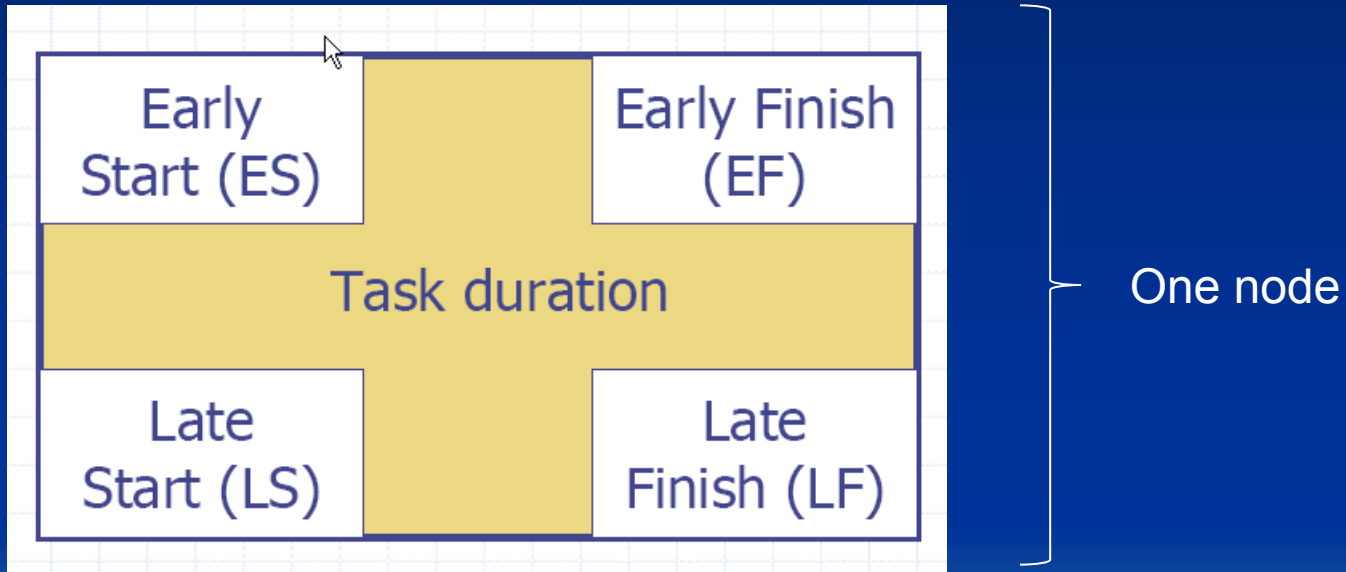 Early
Start (ES)
Early Finish
(EF)
Task duration
One node
Late
Start (LS)
Late
Finish (LF)